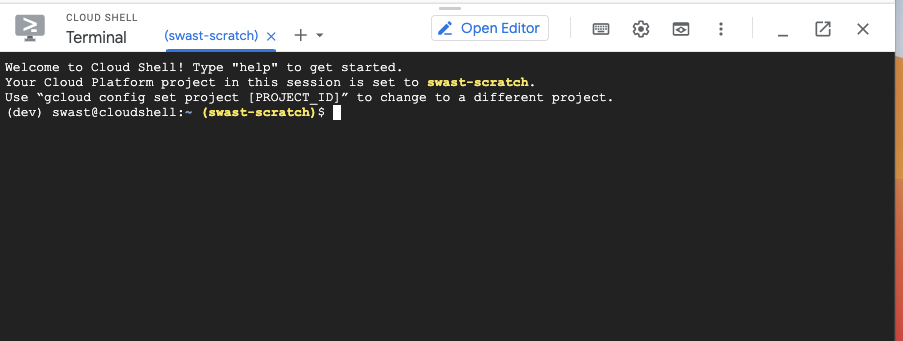 CLOUD SHELL
Terminal
(swast-scratch)
Open Editor
Welcome to Cloud Shell! Type "help" to get started.
Your Cloud Platform project in this session is set to swast-scratch.
Use “gcloud config set project [PROJECT_ID]” to change to a different project.
(dev) swast@cloudshell:~ (swast-scratch)$